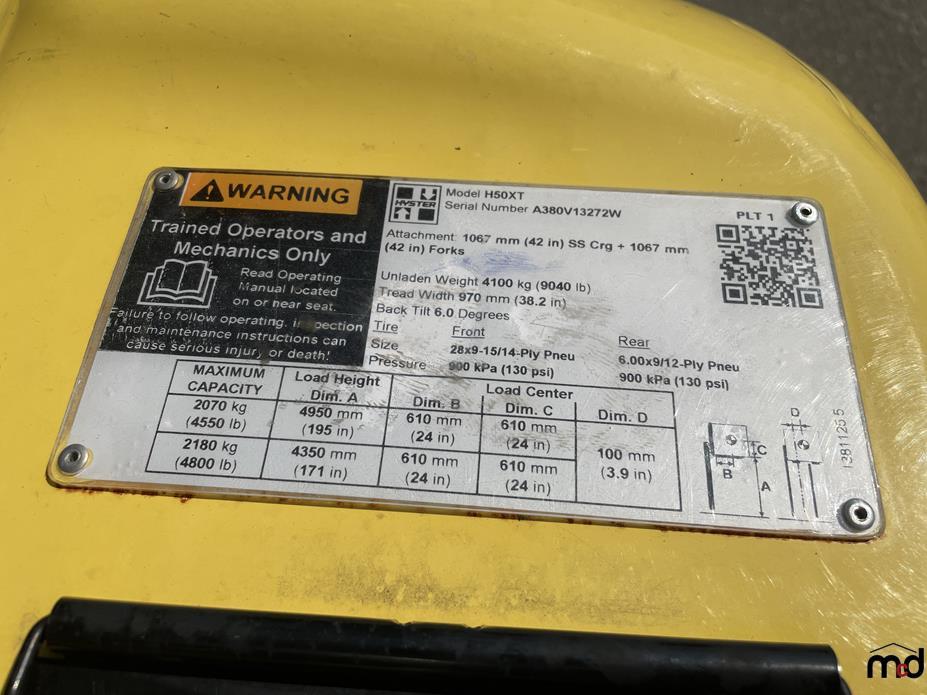 WARNING
Trained Operators and
Mechanics Only
Read Operating
Manual located
on or near seat.
Failure to follow operating, inspection
and maintenance instructions can
cause serious injury or death!
HYSTER
Model H50XT
Serial Number A380V13272W
PLT 1
Attachment: 1067 mm (42 in) SS Crg + 1067 mm
(42 in) Forks
Unladen Weight 4100 kg (9040 lb)
Tread Width 970 mm (38.2 in)
Back Tilt 6.0 Degrees
Tire Front Rear
Size 28x9-15/14-Ply Pneu 6.00x9/12-Ply Pneu
Pressure 900 kPa (130 psi) 900 kPa (130 psi)
MAXIMUM CAPACITY Load Height Dim. A Load Center
Dim. B Dim. C Dim. D
2070 kg 4950 mm 610 mm 610 mm
(4550 lb) (195 in) (24 in) (24 in)
100 mm
(3.9 in)
2180 kg 4350 mm 610 mm 610 mm
(4800 lb) (171 in) (24 in) (24 in)
D
C
B
A
mcd